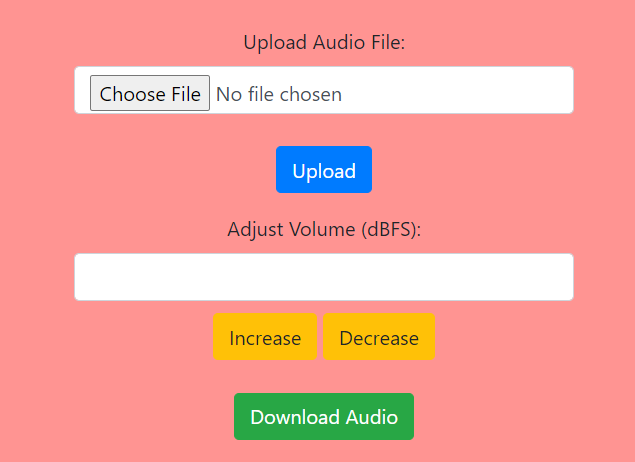 Upload Audio File:
Choose File No file chosen
Upload
Adjust Volume (dBFS):
Increase Decrease
Download Audio